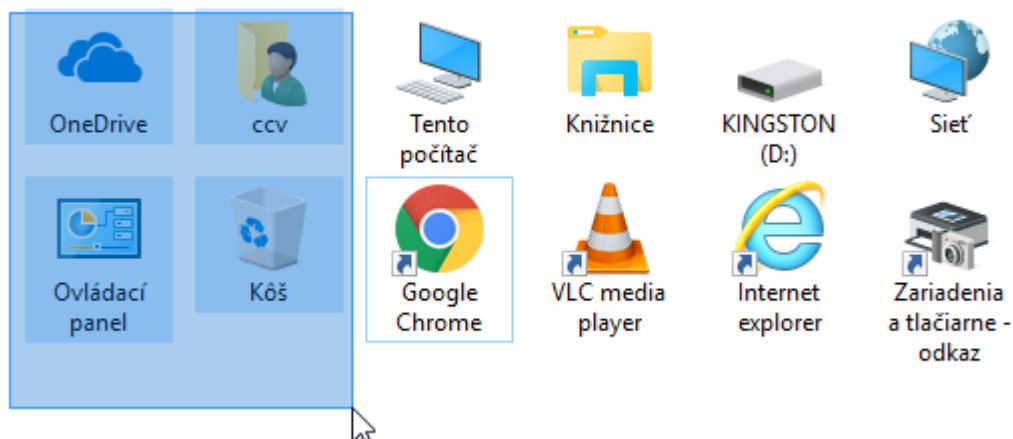 OneDrive
ccv
Tento
počítač
Knižnice
KINGSTON
(D:)
Sieť
Ovládací
panel
Kôš
Google
Chrome
VLC media
player
Internet
explorer
Zariadenia
a tlačiarne -
odkaz